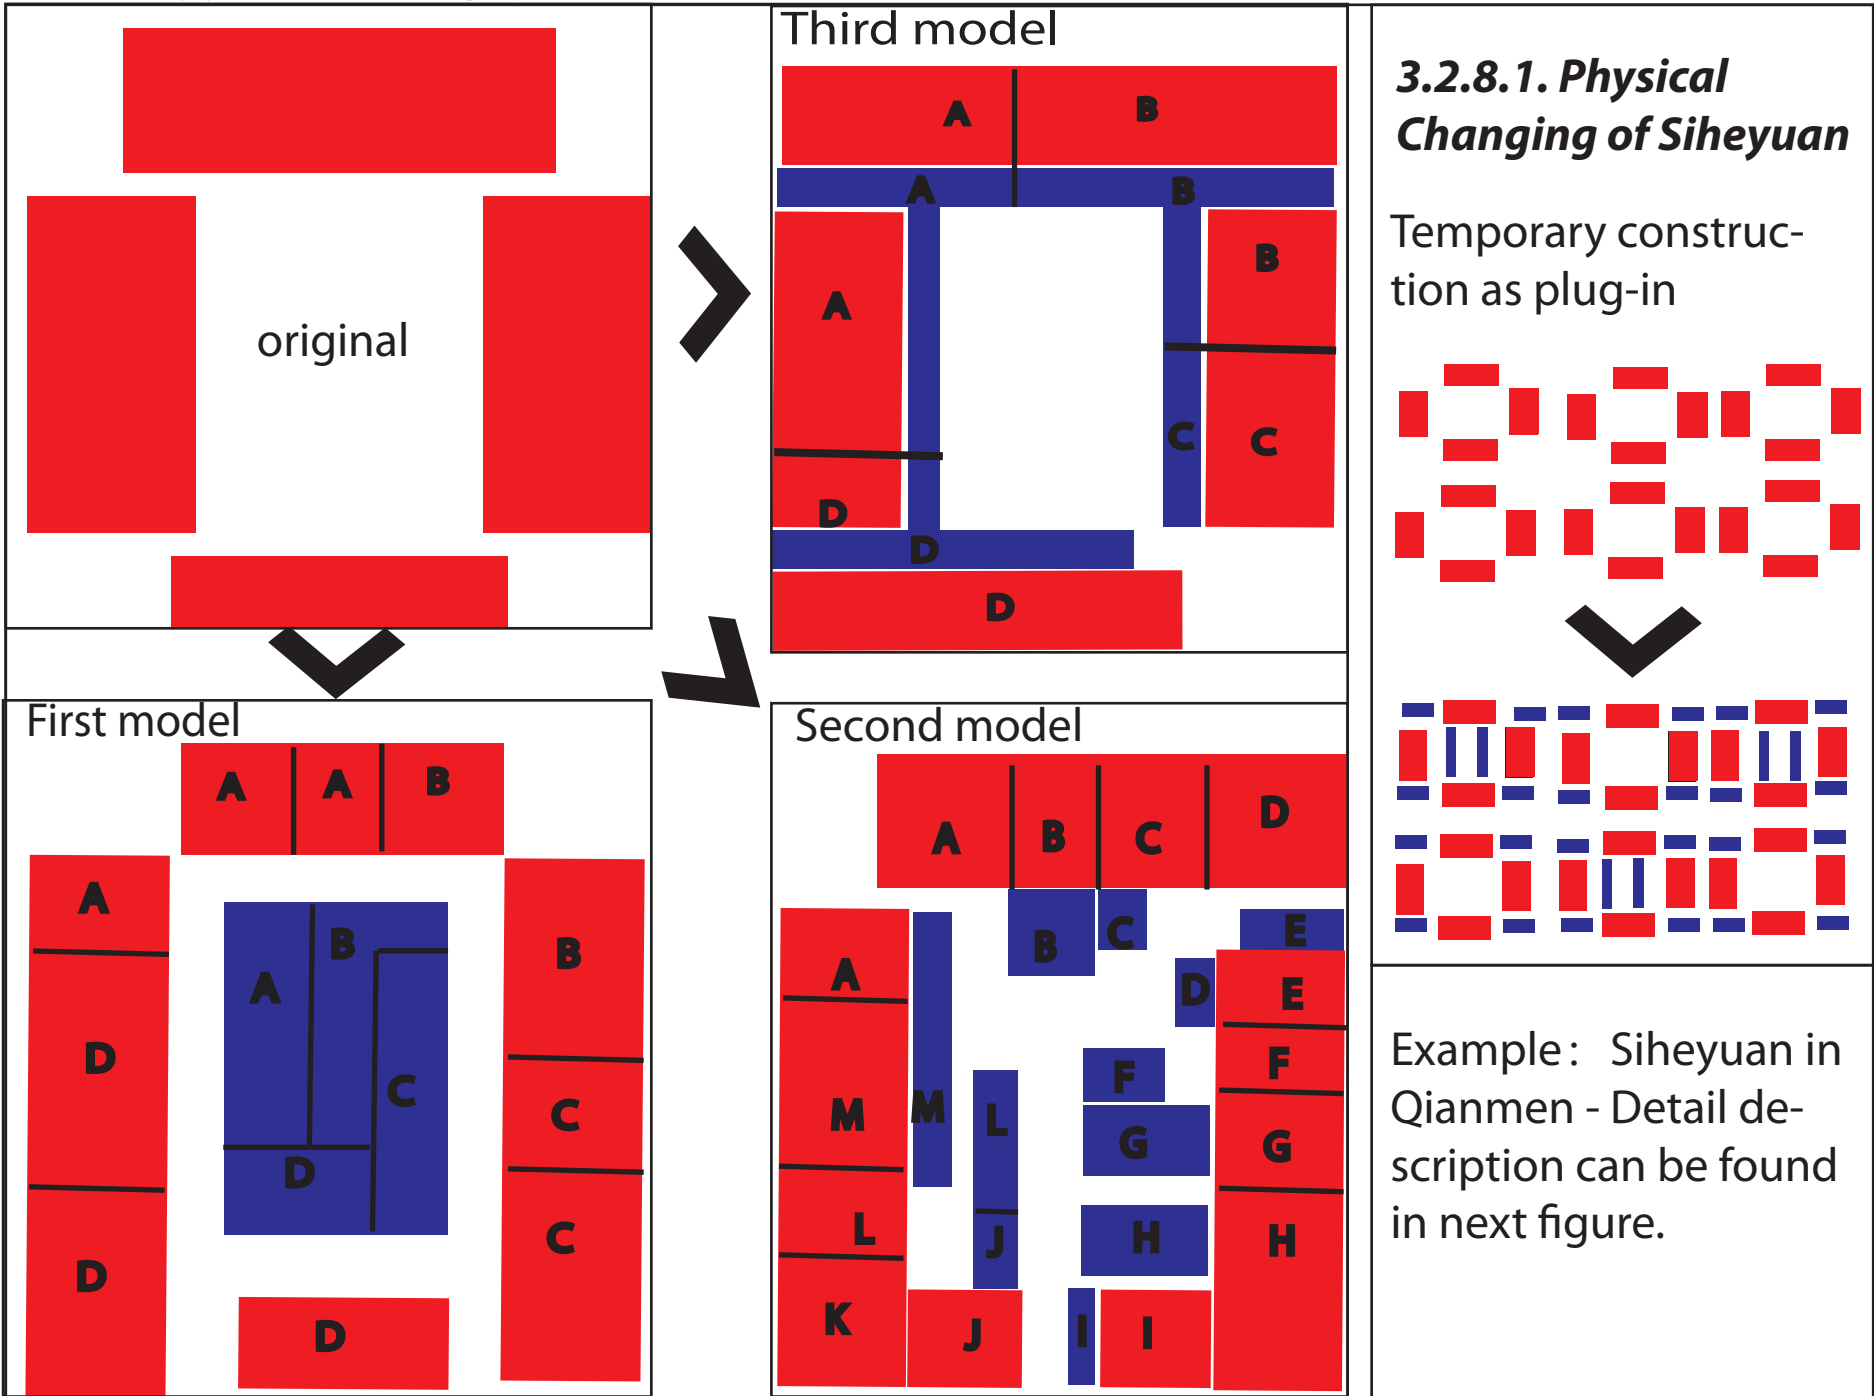 original
Third model
A B
A B
A B
C C
D
D
D
3.2.8.1. Physical
Changing of Siheyuan
Temporary construc-
tion as plug-in
First model
A A B
A B
A B
D C C
D C
D
D
Second model
A B C D
B C E
A D E
F F
M M L G G
L J H H
K J I I
Example: Siheyuan in
Qianmen - Detail de-
scription can be found
in next figure.